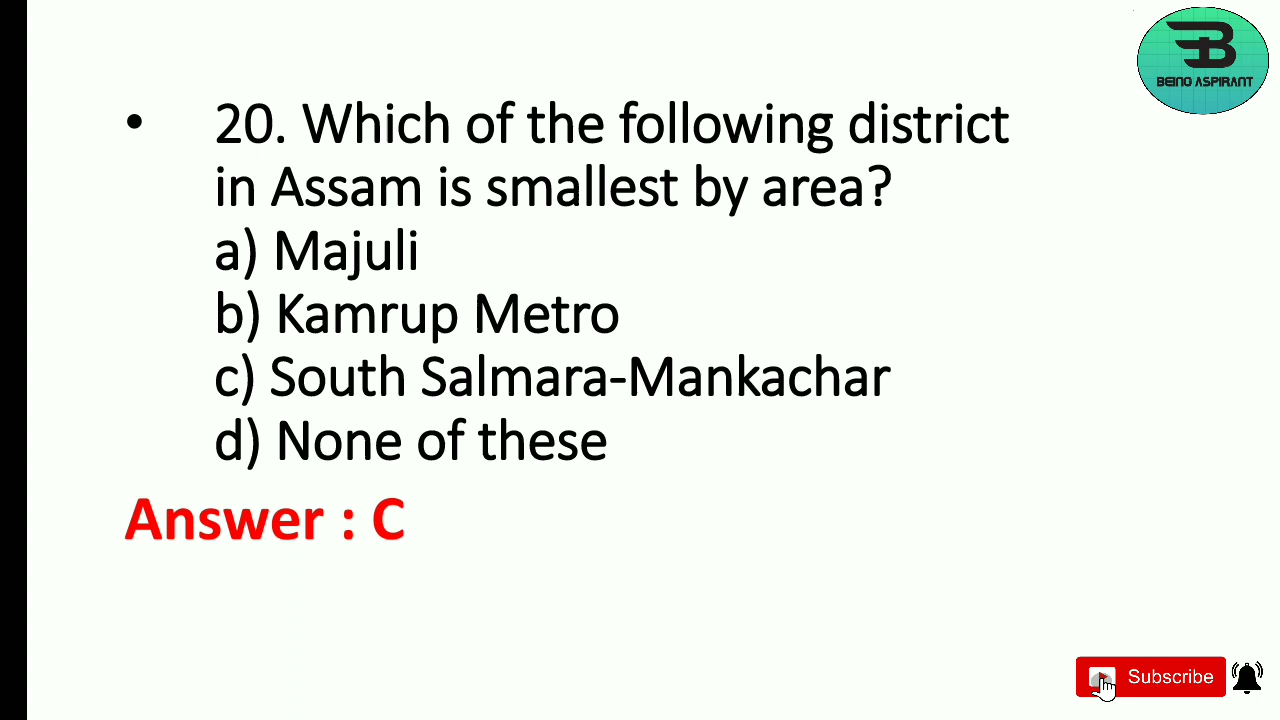 BEING ASPIRANT
• 20. Which of the following district
in Assam is smallest by area?
a) Majuli
b) Kamrup Metro
c) South Salmara-Mankachar
d) None of these
Answer : C
Subscribe